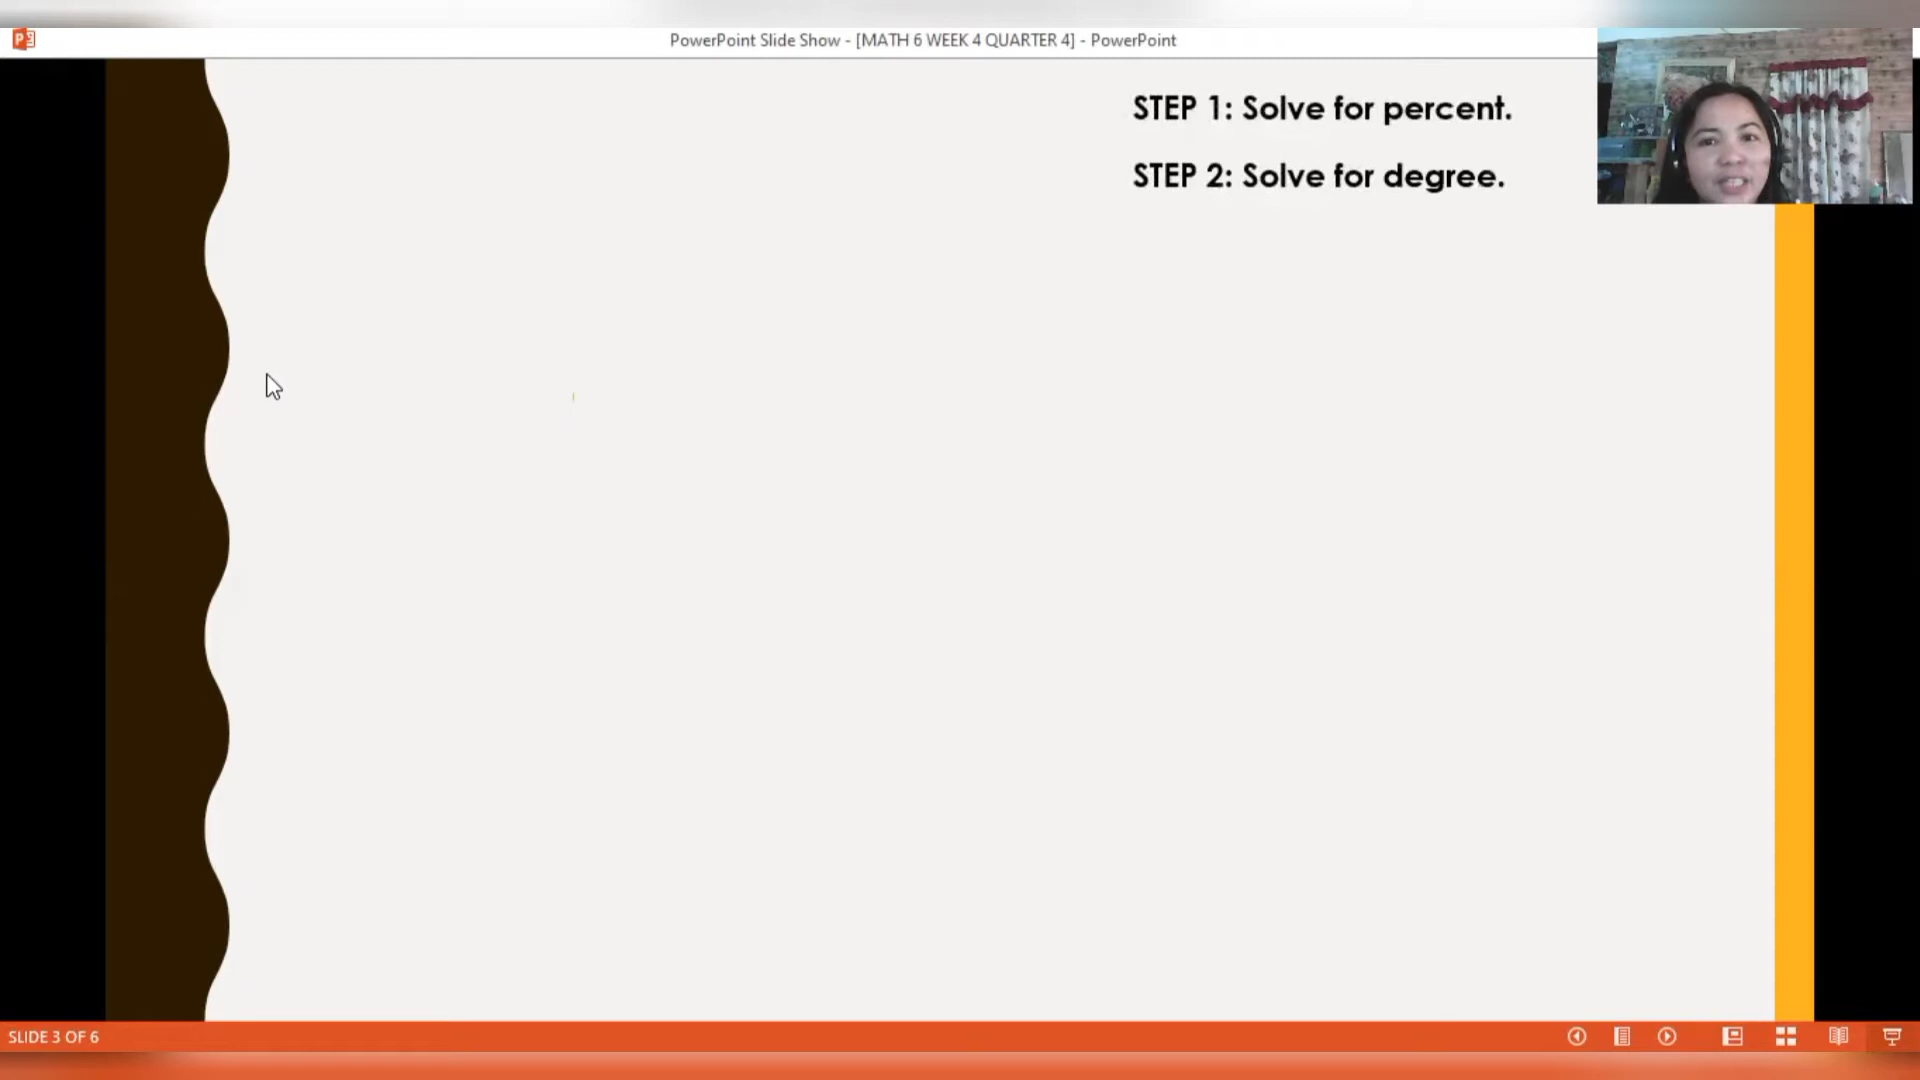 PowerPoint Slide Show - [MATH 6 WEEK 4 QUARTER 4] - PowerPoint
STEP 1: Solve for percent.
STEP 2: Solve for degree.
SLIDE 3 OF 6